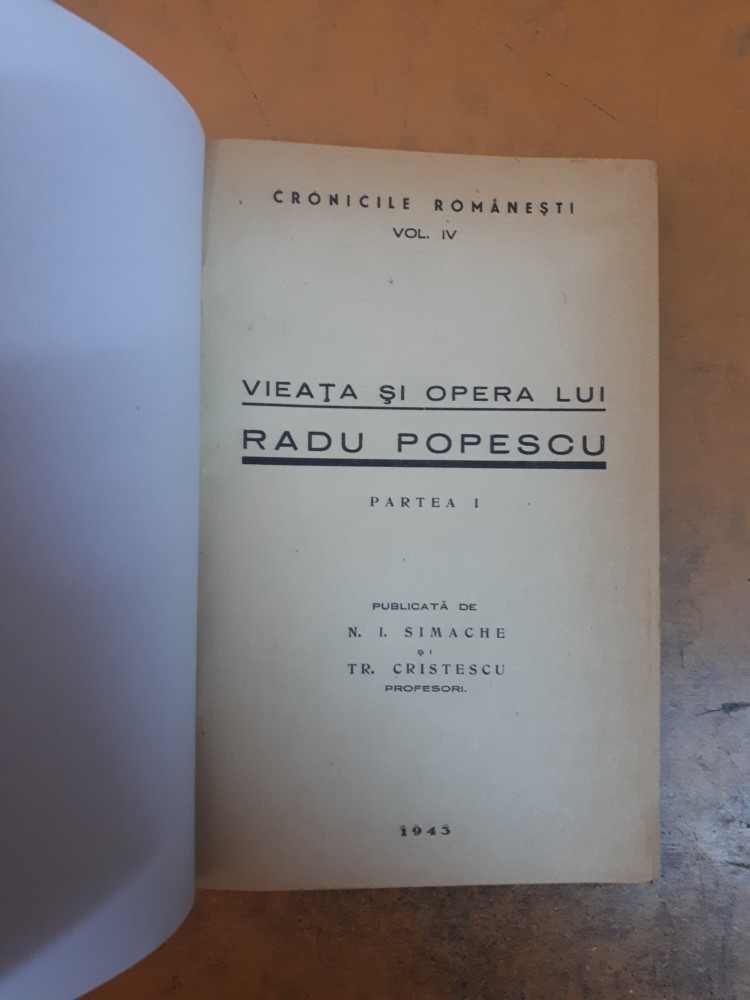 CRONICILE ROMÂNEȘTI
VOL. IV
VIEAȚA ȘI OPERA LUI
RADU POPESCU
PARTEA I
PUBLICATĂ DE
N. I. SIMACHE
ȘI
TR. CRISTESCU
PROFESORI.
1943